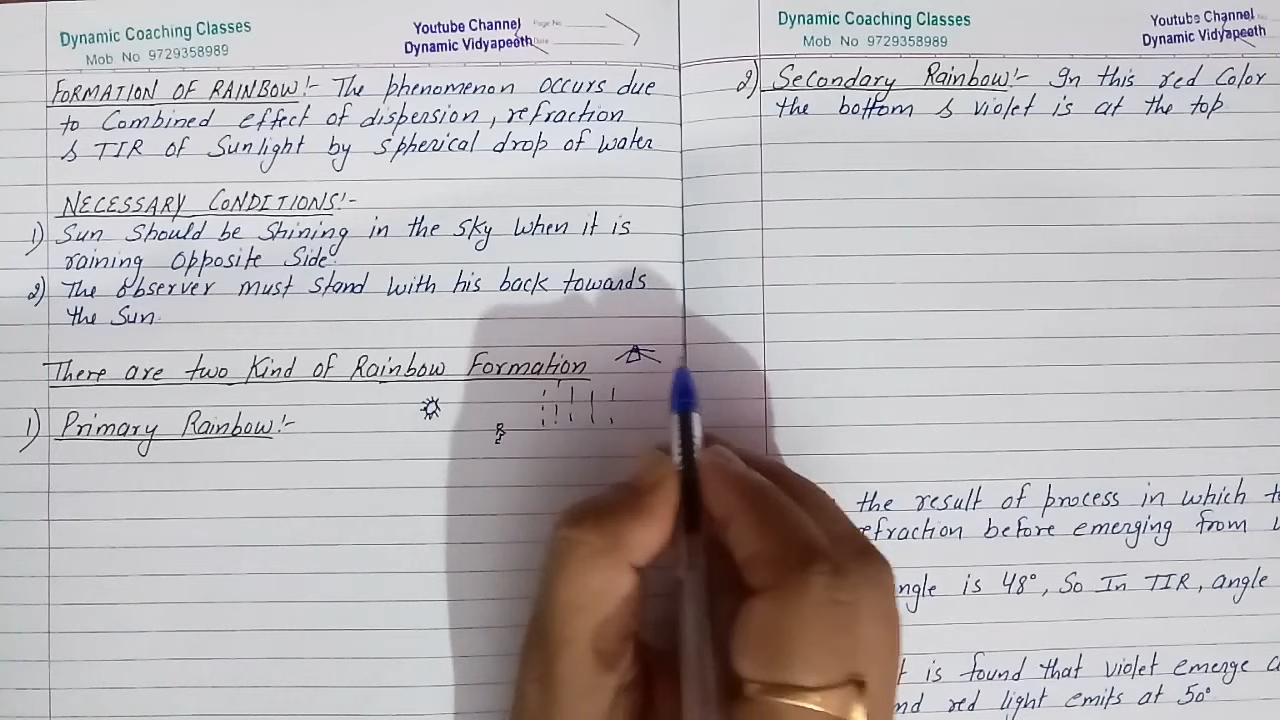 Dynamic Coaching Classes
Mob No 9729358989
Youtube Channel
Dynamic Vidyapeeth
Page No
Date
FORMATION OF RAINBOW:- The phenomenon occurs due
to Combined effect of dispersion, refraction
& TIR of Sunlight by Spherical drop of water
NECESSARY CONDITIONS:-
1) Sun Should be Shining in the sky when it is
raining opposite Side.
2) The observer must stand with his back towards
the Sun.
There are two Kind of Rainbow Formation
1) Primary Rainbow:-
Dynamic Coaching Classes
Mob No 9729358989
Youtube Channel
Dynamic Vidyapeeth
2) Secondary Rainbow:- In this red Color
the bottom & violet is at the top
the result of process in which
efraction before emerging from
ngle is 48°, So In TIR, angle
is found that violet emerge
nd red light emits at 50°